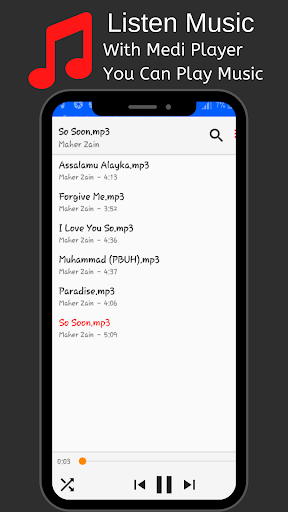 Listen Music
With Medi Player
You Can Play Music
So Soon.mp3
Maher Zain
Assalamu Alayka.mp3
Maher Zain - 4:13
Forgive Me.mp3
Maher Zain - 3:52
I Love You So.mp3
Maher Zain - 4:36
Muhammad (PBUH).mp3
Maher Zain - 4:36
Paradise.mp3
Maher Zain - 4:06
So Soon.mp3
Maher Zain - 5:09
0:03